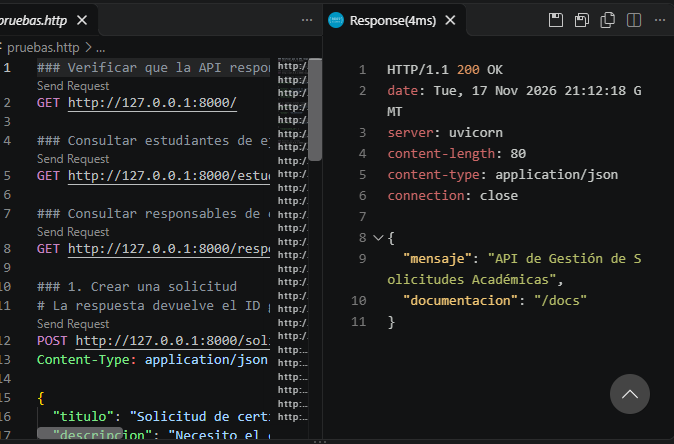 pruebas.http
Response(4ms)
pruebas.http > ...
1 ### Verificar que la API respon
Send Request
2 GET http://127.0.0.1:8000/
3
4 ### Consultar estudiantes de ej
Send Request
5 GET http://127.0.0.1:8000/estud
6
7 ### Consultar responsables de
Send Request
8 GET http://127.0.0.1:8000/respo
9
10 ### 1. Crear una solicitud
11 # La respuesta devuelve el ID
Send Request
12 POST http://127.0.0.1:8000/soli
13 Content-Type: application/json
14
15 {
16 "titulo": "Solicitud de certi
17 "descripcion": "Necesito el
1 HTTP/1.1 200 OK
2 date: Tue, 17 Nov 2026 21:12:18 G
MT
3 server: uvicorn
4 content-length: 80
5 content-type: application/json
6 connection: close
7
8 {
9 "mensaje": "API de Gestión de S
olicitudes Académicas",
10 "documentacion": "/docs"
11 }